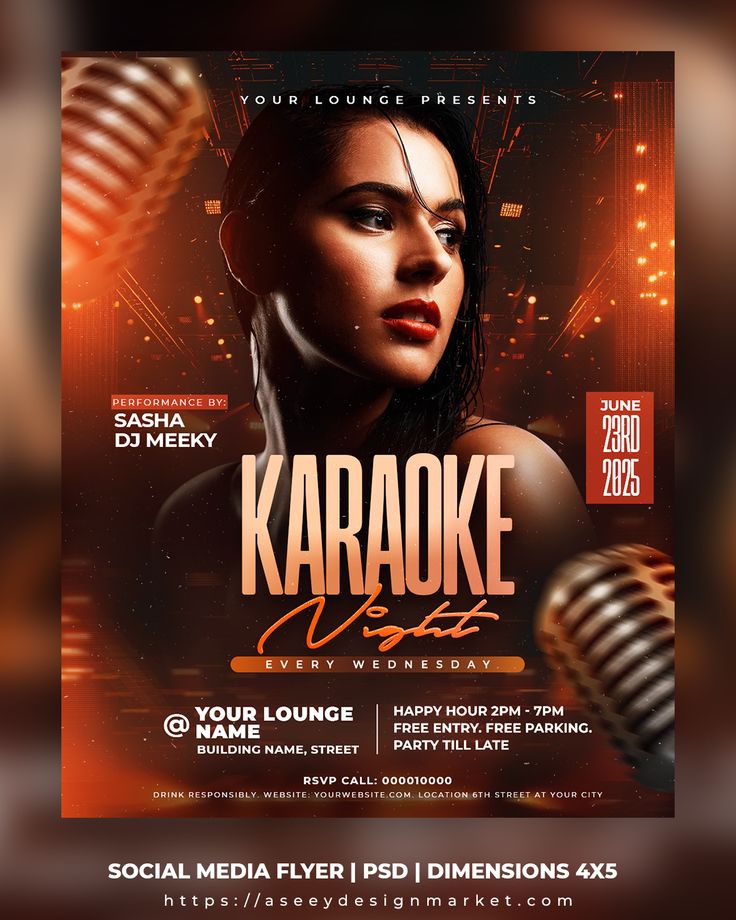 YOUR LOUNGE PRESENTS
PERFORMANCE BY:
SASHA
DJ MEEKY
JUNE
23RD
2025
KARAOKE
Night
EVERY WEDNESDAY
@ YOUR LOUNGE
NAME
BUILDING NAME, STREET
HAPPY HOUR 2PM - 7PM
FREE ENTRY. FREE PARKING.
PARTY TILL LATE
RSVP CALL: 000010000
DRINK RESPONSIBLY. WEBSITE: YOURWEBSITE.COM. LOCATION 6TH STREET AT YOUR CITY
SOCIAL MEDIA FLYER | PSD | DIMENSIONS 4X5
https://aseeydesignmarket.com